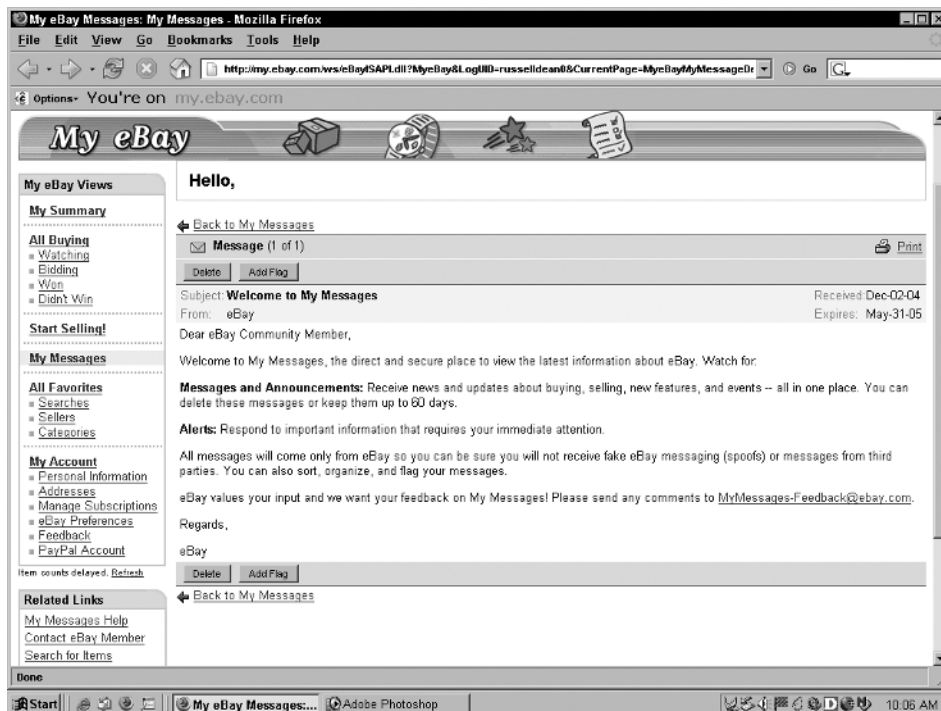 My eBay Messages: My Messages - Mozilla Firefox
File Edit View Go Bookmarks Tools Help
http://my.ebay.com/ws/eBayISAPI.dll?MyeBay&LogUID=russelldean0&CurrentPage=MyeBayMyMessageDe Go G
Options- You're on my.ebay.com
My eBay
My eBay Views
My Summary
All Buying
Watching
Bidding
Won
Didn't Win
Start Selling!
My Messages
All Favorites
Searches
Sellers
Categories
My Account
Personal Information
Addresses
Manage Subscriptions
eBay Preferences
Feedback
PayPal Account
Item counts delayed. Refresh
Related Links
My Messages Help
Contact eBay Member
Search for Items
Hello,
Back to My Messages
Message (1 of 1) Print
Delete Add Flag
Subject: Welcome to My Messages Received: Dec-02-04
From: eBay Expires: May-31-05
Dear eBay Community Member,
Welcome to My Messages, the direct and secure place to view the latest information about eBay. Watch for:
Messages and Announcements: Receive news and updates about buying, selling, new features, and events -- all in one place. You can
delete these messages or keep them up to 60 days.
Alerts: Respond to important information that requires your immediate attention.
All messages will come only from eBay so you can be sure you will not receive fake eBay messaging (spoofs) or messages from third
parties. You can also sort, organize, and flag your messages.
eBay values your input and we want your feedback on My Messages! Please send any comments to MyMessages-Feedback@ebay.com.
Regards,
eBay
Delete Add Flag
Back to My Messages
Done
Start My eBay Messages:... Adobe Photoshop 10:06 AM